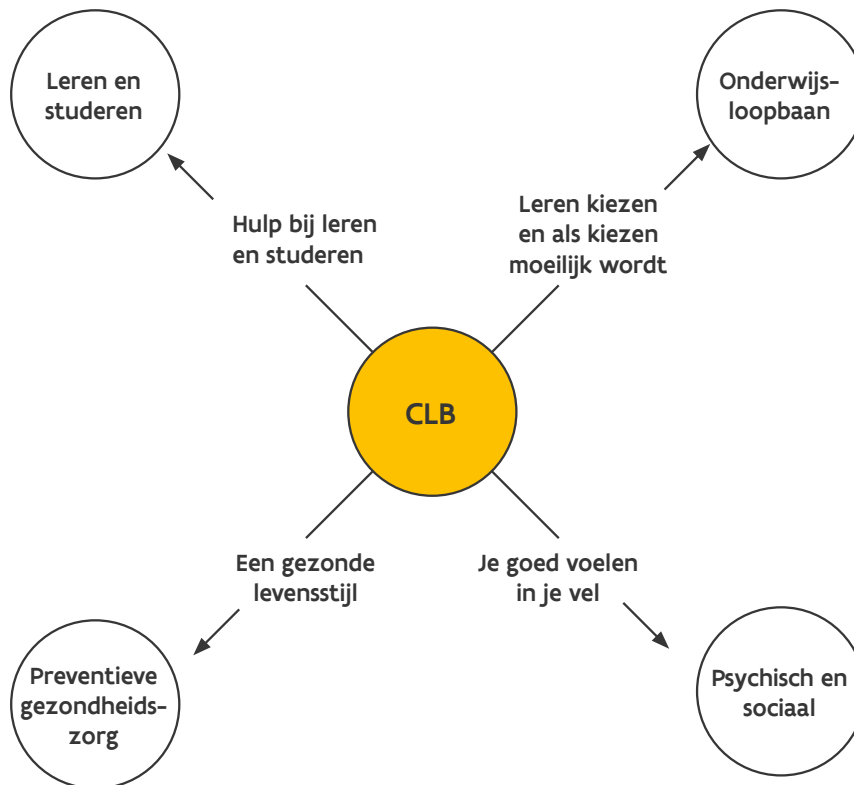 Leren en
studeren
Onderwijs-
loopbaan
Hulp bij leren
en studeren
Leren kiezen
en als kiezen
moeilijk wordt
CLB
Een gezonde
levensstijl
Je goed voelen
in je vel
Preventieve
gezondheids-
zorg
Psychisch en
sociaal